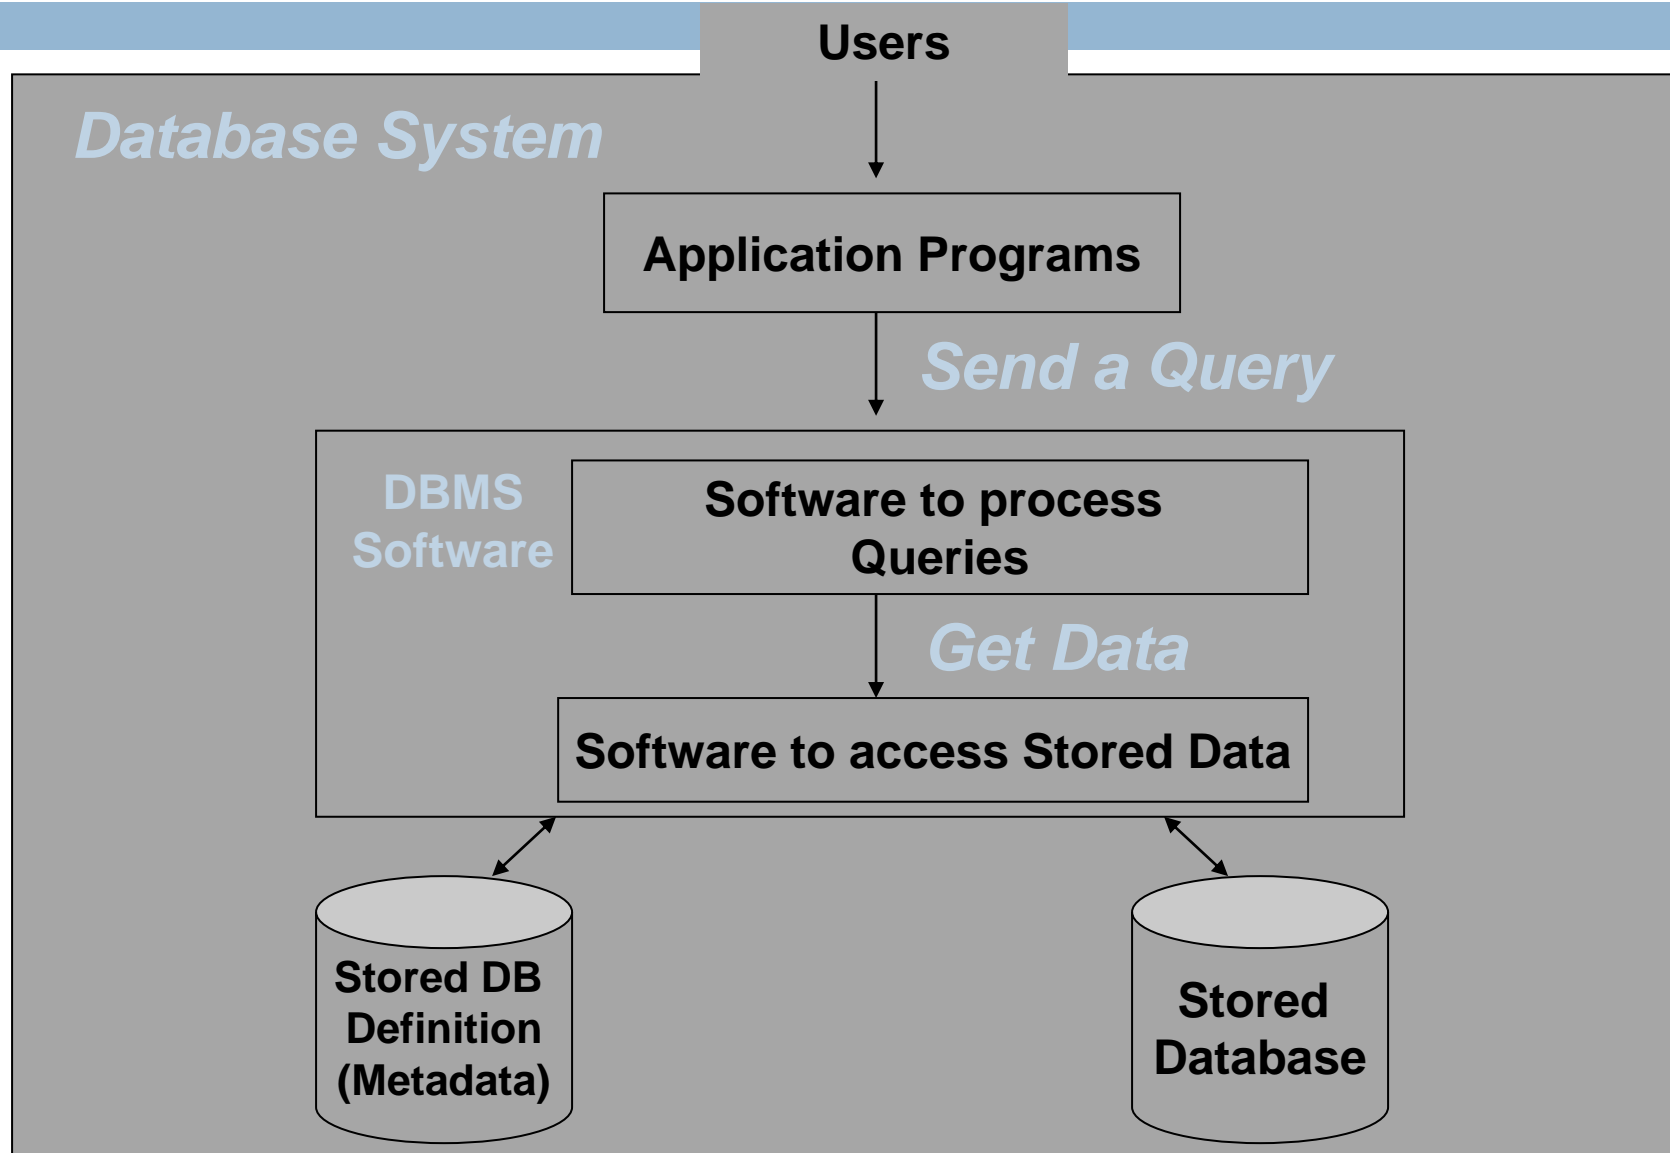 Users
Database System
Application Programs
Send a Query
DBMS
Software
Software to process
Queries
Get Data
Software to access Stored Data
Stored DB
Definition
(Metadata)
Stored
Database